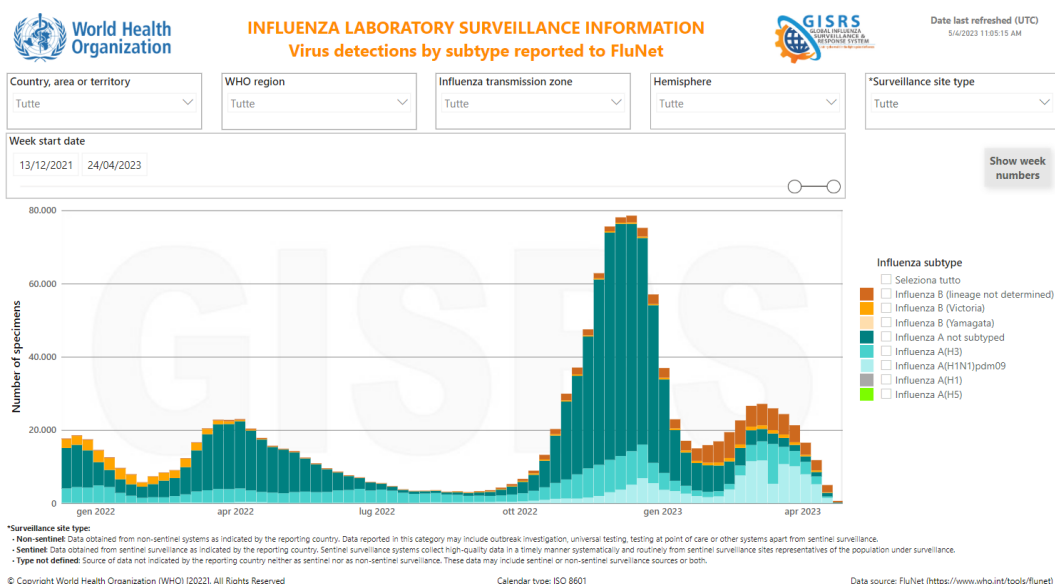 World Health
Organization
INFLUENZA LABORATORY SURVEILLANCE INFORMATION
Virus detections by subtype reported to FluNet
GISRS
GLOBAL INFLUENZA
SURVEILLANCE &
RESPONSE SYSTEM
Date last refreshed (UTC)
5/4/2023 11:05:15 AM
Country, area or territory
Tutte
WHO region
Tutte
Influenza transmission zone
Tutte
Hemisphere
Tutte
*Surveillance site type
Tutte
Week start date
13/12/2021 24/04/2023
Show week
numbers
GISRS
Number of specimens
80.000
60.000
40.000
20.000
0
gen 2022 apr 2022 lug 2022 ott 2022 gen 2023 apr 2023
Influenza subtype
Seleziona tutto
Influenza B (lineage not determined)
Influenza B (Victoria)
Influenza B (Yamagata)
Influenza A not subtyped
Influenza A(H3)
Influenza A(H1N1)pdm09
Influenza A(H1)
Influenza A(H5)
*Surveillance site type:
• Non-sentinel: Data obtained from non-sentinel systems as indicated by the reporting country. Data reported in this category may include outbreak investigation, universal testing, testing at point of care or other systems apart from sentinel surveillance.
• Sentinel: Data obtained from sentinel surveillance as indicated by the reporting country. Sentinel surveillance systems collect high-quality data in a timely manner systematically and routinely from sentinel surveillance sites representatives of the population under surveillance.
• Type not defined: Source of data not indicated by the reporting country neither as sentinel nor as non-sentinel surveillance. These data may include sentinel or non-sentinel surveillance sources or both.
© Copyright World Health Organization (WHO) [2022]. All Rights Reserved
Calendar type: ISO 8601
Data source: FluNet (https://www.who.int/tools/flunet)